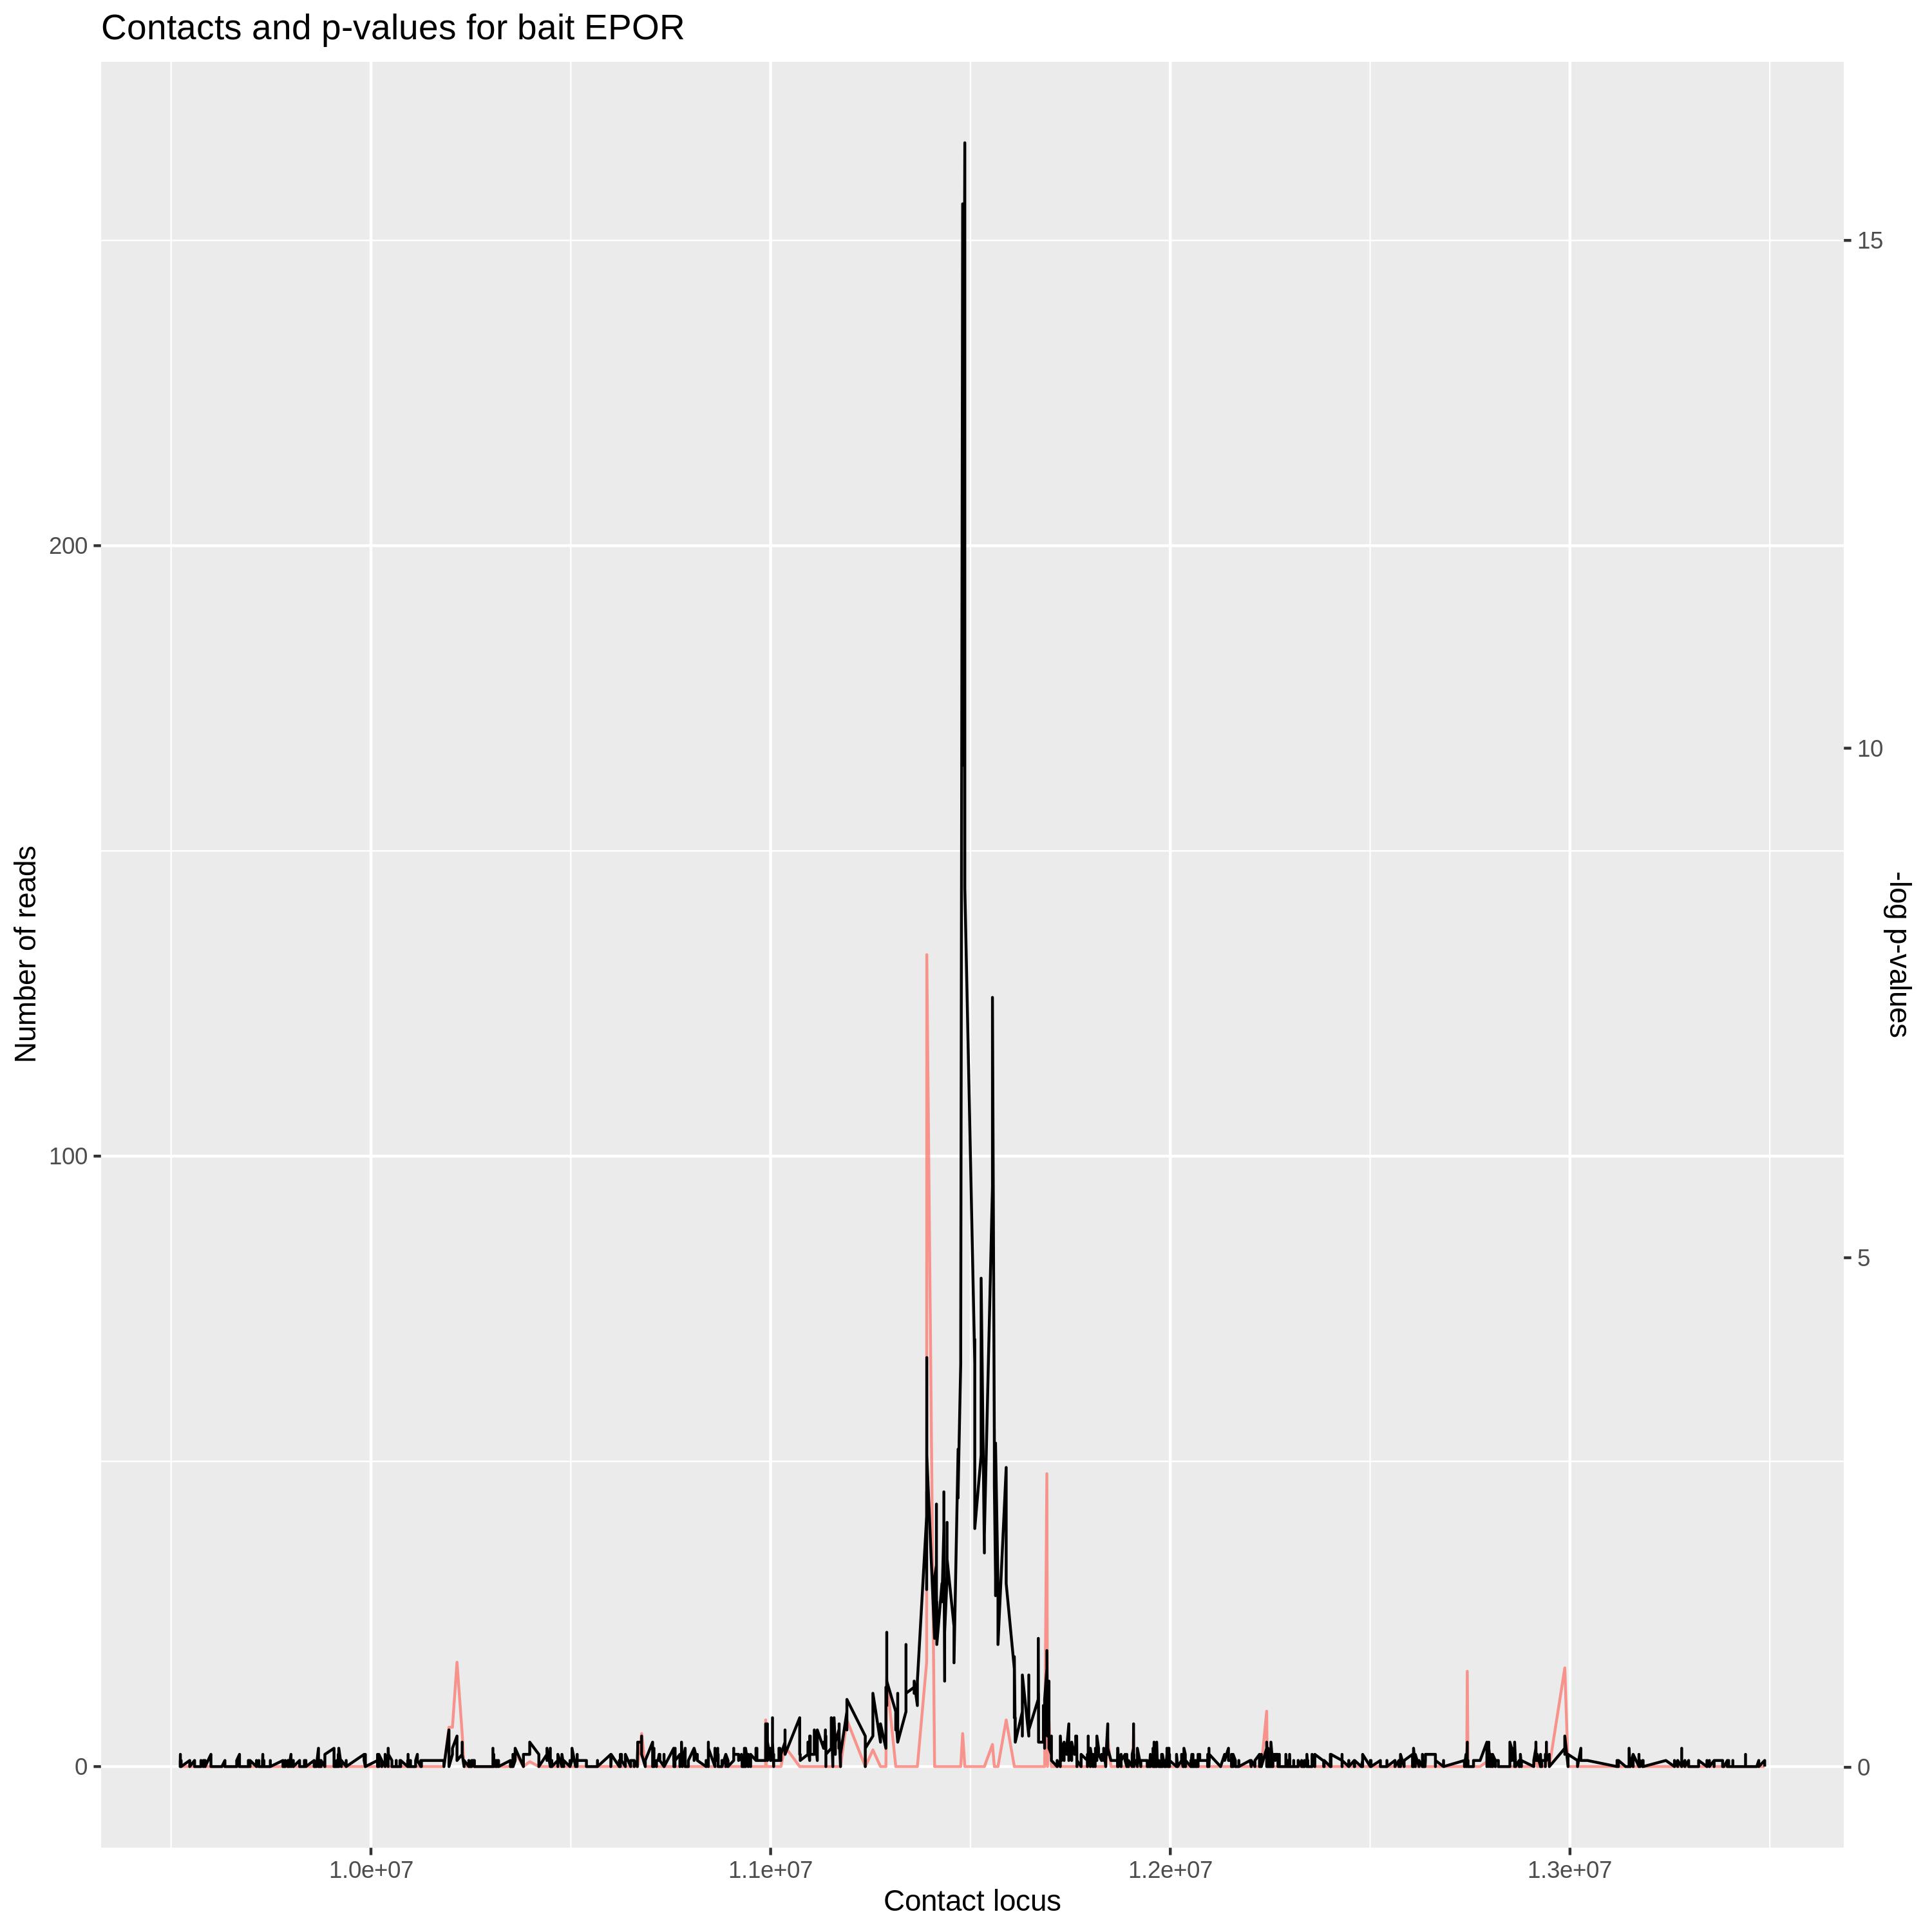 Contacts and p-values for bait EPOR
Number of reads
200
100
0
-log p-values
15
10
5
0
1.0e+07
1.1e+07
1.2e+07
1.3e+07
Contact locus